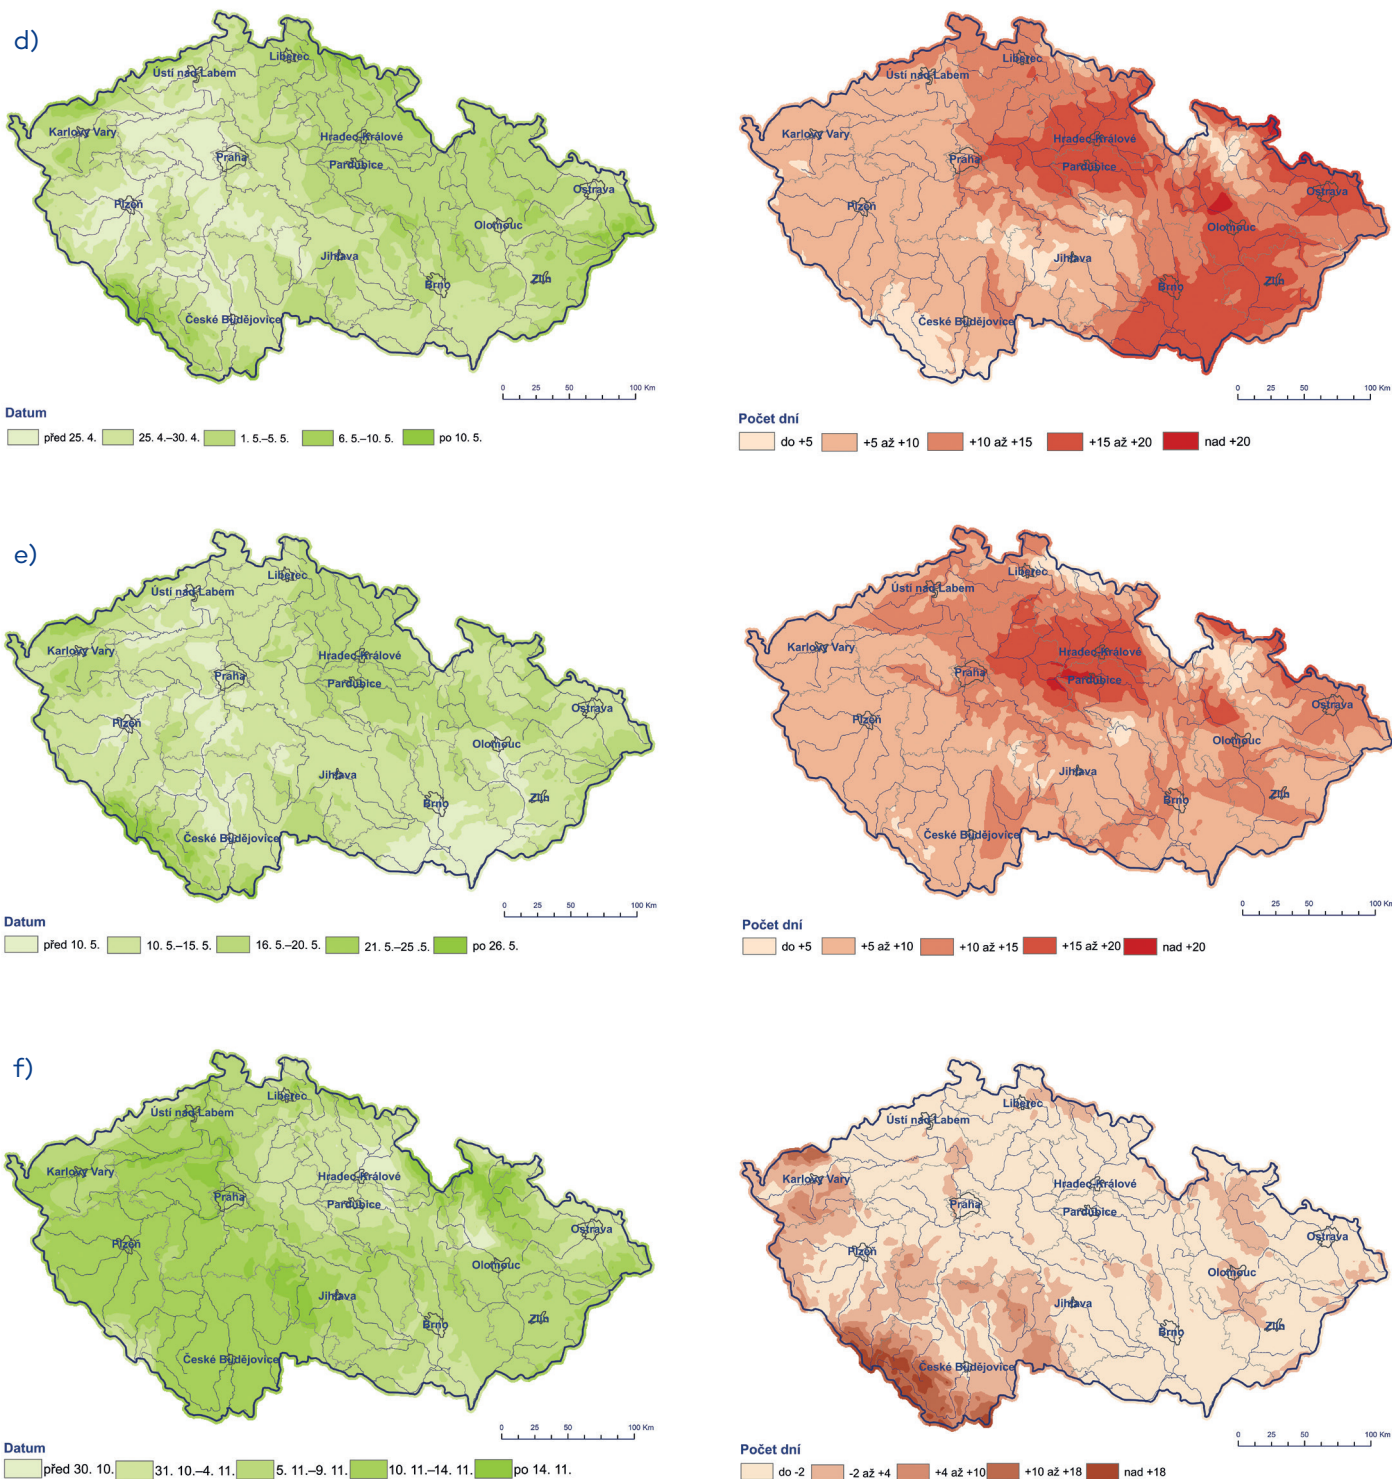 d)
Liberec
Ústí nad Labem
Karlovy Vary
Hradec Králové
Praha
Pardubice
Ostrava
Plzeň
Olomouc
Jihlava
Zlín
Brno
České Budějovice
0 25 50 100 Km
Datum
před 25. 4. 25. 4.–30. 4. 1. 5.–5. 5. 6. 5.–10. 5. po 10. 5.
Liberec
Ústí nad Labem
Karlovy Vary
Hradec Králové
Praha
Pardubice
Ostrava
Plzeň
Olomouc
Jihlava
Zlín
Brno
České Budějovice
0 25 50 100 Km
Počet dní
do +5 +5 až +10 +10 až +15 +15 až +20 nad +20
e)
Liberec
Ústí nad Labem
Karlovy Vary
Hradec Králové
Praha
Pardubice
Ostrava
Plzeň
Olomouc
Jihlava
Zlín
Brno
České Budějovice
0 25 50 100 Km
Datum
před 10. 5. 10. 5.–15. 5. 16. 5.–20. 5. 21. 5.–25 .5. po 26. 5.
Liberec
Ústí nad Labem
Karlovy Vary
Hradec Králové
Praha
Pardubice
Ostrava
Plzeň
Olomouc
Jihlava
Zlín
Brno
České Budějovice
0 25 50 100 Km
Počet dní
do +5 +5 až +10 +10 až +15 +15 až +20 nad +20
f)
Liberec
Ústí nad Labem
Karlovy Vary
Hradec Králové
Praha
Pardubice
Ostrava
Plzeň
Olomouc
Jihlava
Zlín
Brno
České Budějovice
0 25 50 100 Km
Datum
před 30. 10. 31. 10.–4. 11. 5. 11.–9. 11. 10. 11.–14. 11. po 14. 11.
Liberec
Ústí nad Labem
Karlovy Vary
Hradec Králové
Praha
Pardubice
Ostrava
Plzeň
Olomouc
Jihlava
Zlín
Brno
České Budějovice
0 25 50 100 Km
Počet dní
do -2 -2 až +4 +4 až +10 +10 až +18 nad +18